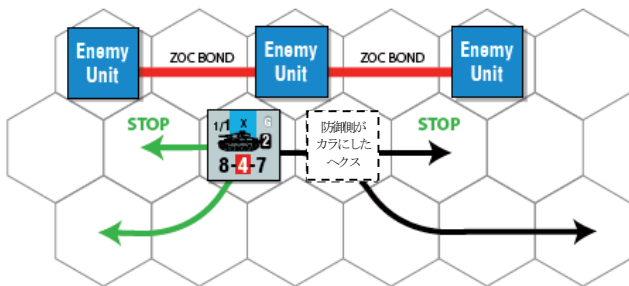 Enemy
Unit
ZOC BOND
Enemy
Unit
ZOC BOND
Enemy
Unit
STOP
1/1 X G
2
8-4-7
防御側が
カラにした
ヘクス
STOP